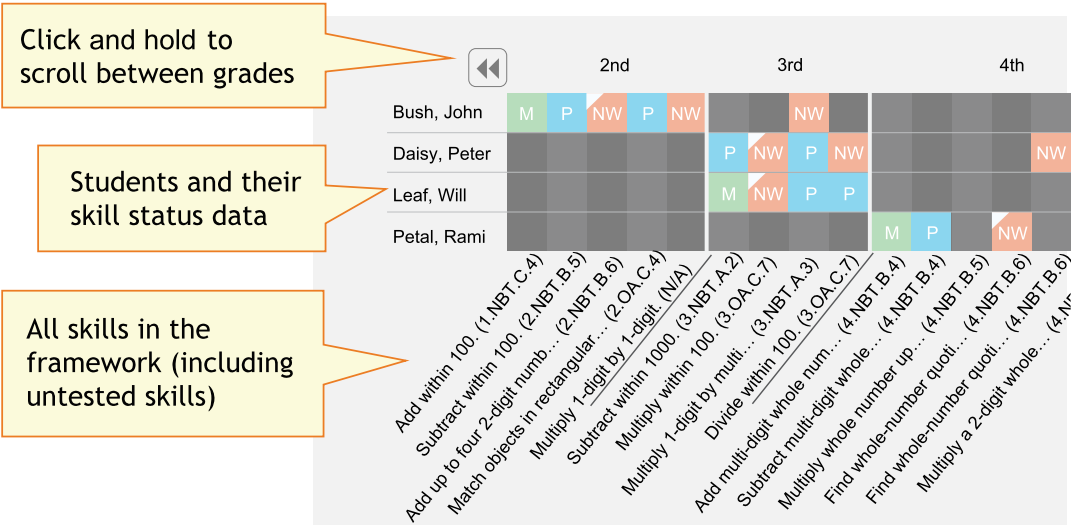 Click and hold to
scroll between grades
2nd 3rd 4th
Bush, John M P NW P NW NW
Students and their
skill status data
Daisy, Peter P NW P NW NW
Leaf, Will M NW P P
Petal, Rami M P NW
All skills in the
framework (including
untested skills)
Add within 100. (1.NBT.C.4)
Subtract within 100. (2.NBT.B.5)
Add up to four 2-digit numb… (2.NBT.B.6)
Match objects in rectangular… (2.OA.C.4)
Multiply 1-digit by 1-digit. (N/A)
Subtract within 1000. (3.NBT.A.2)
Multiply within 100. (3.OA.C.7)
Multiply 1-digit by multi… (3.NBT.A.3)
Divide within 100. (3.OA.C.7)
Add multi-digit whole num… (4.NBT.B.4)
Subtract multi-digit whole… (4.NBT.B.4)
Multiply whole number up… (4.NBT.B.5)
Find whole-number quoti… (4.NBT.B.6)
Find whole-number quoti… (4.NBT.B.6)
Multiply a 2-digit whole…